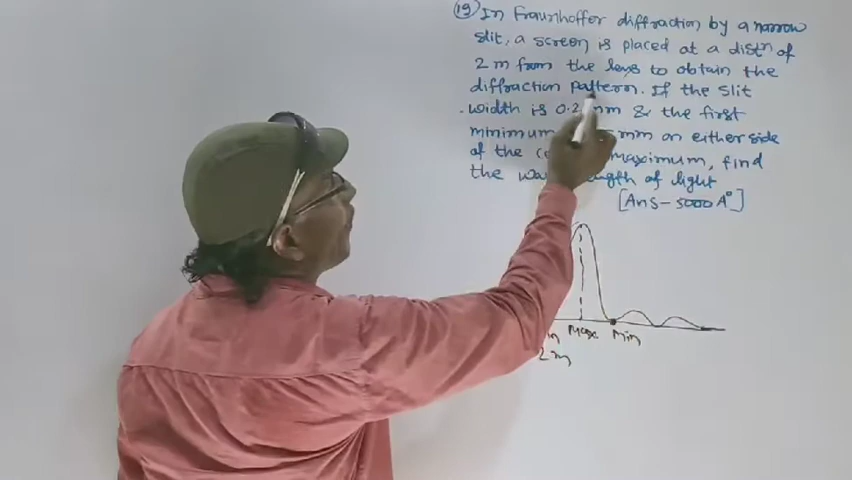 (19) In Fraunhoffer diffraction by a narrow
slit, a screen is placed at a distⁿ of
2 m from the lens to obtain the
diffraction pattern. If the slit
width is 0.2 mm & the first
minimum mm on either side
of the maximum, find
the length of light
[Ans - 5000 A°]
Max Min
2m